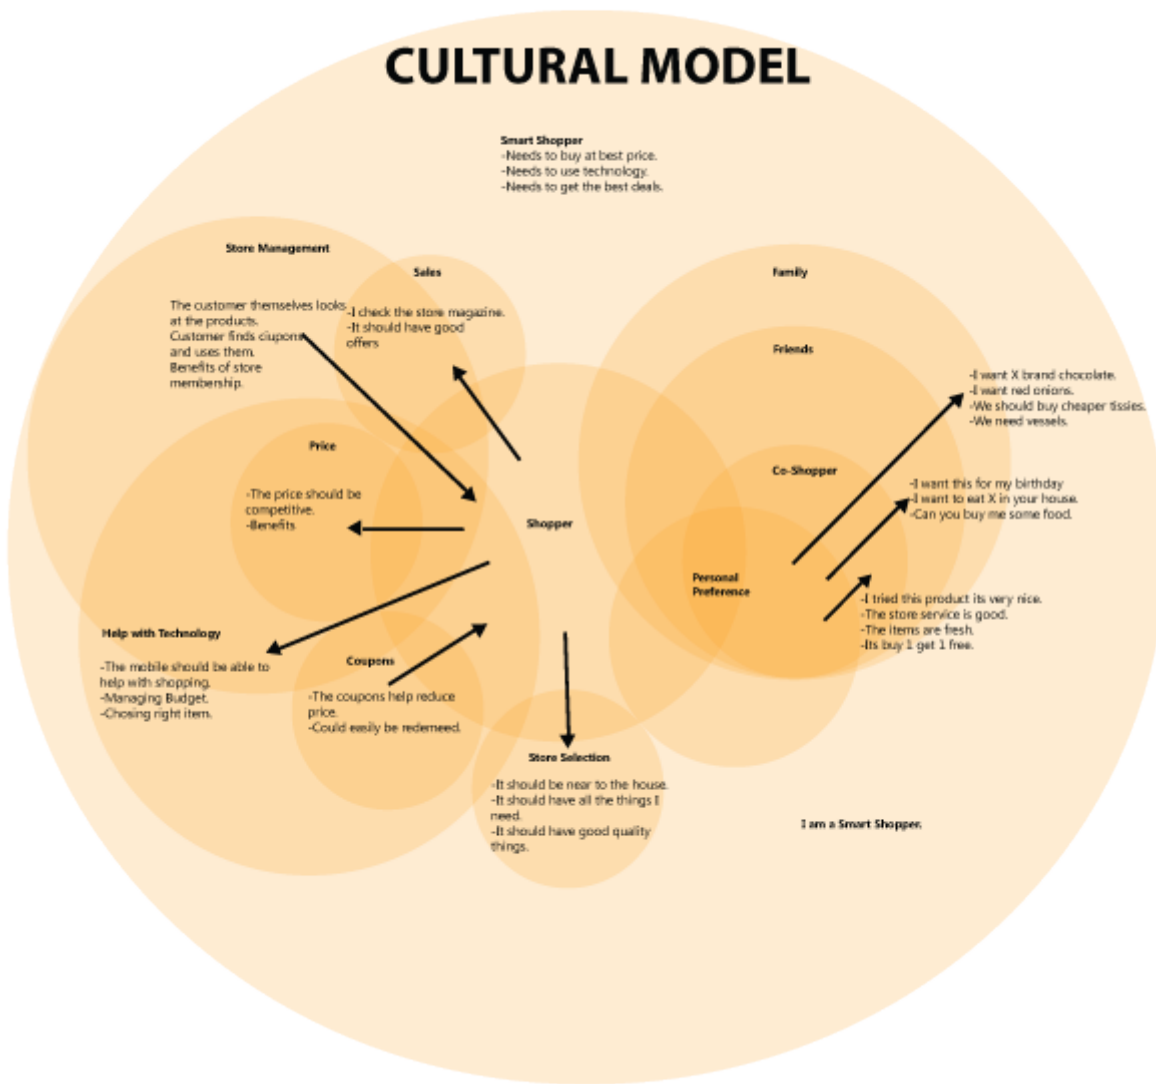 CULTURAL MODEL
Smart Shopper
-Needs to buy at best price.
-Needs to use technology.
-Needs to get the best deals.
Store Management
The customer themselves looks
at the products.
Customer finds ciupons
and uses them.
Benefits of store
membership.
Sales
-I check the store magazine.
-It should have good
offers
Family
Friends
-I want X brand chocolate.
-I want red onions.
-We should buy cheaper tissies.
-We need vessels.
Price
-The price should be
competitive.
-Benefits
Shopper
Co-Shopper
-I want this for my birthday
-I want to eat X in your house.
-Can you buy me some food.
Personal
Preference
-I tried this product its very nice.
-The store service is good.
-The items are fresh.
-Its buy 1 get 1 free.
Help with Technology
-The mobile should be able to
help with shopping.
-Managing Budget.
-Chosing right item.
Coupons
-The coupons help reduce
price.
-Could easily be redemeed.
Store Selection
-It should be near to the house.
-It should have all the things I
need.
-It should have good quality
things.
I am a Smart Shopper.